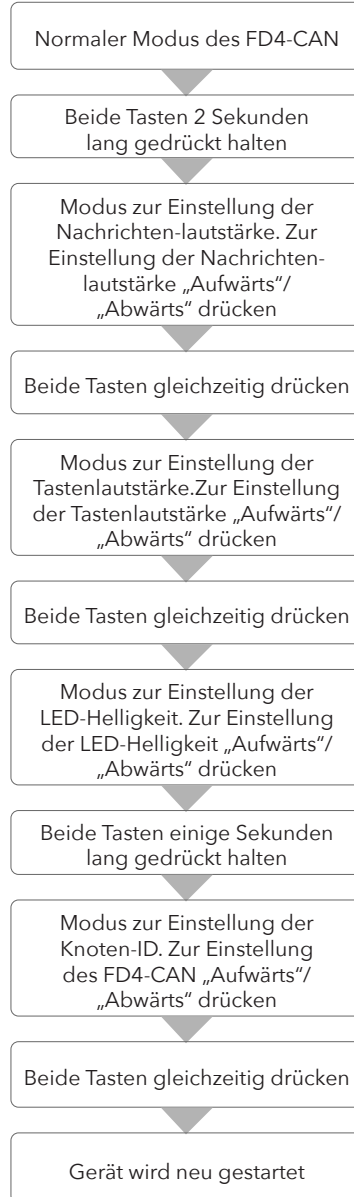 Normaler Modus des FD4-CAN
Beide Tasten 2 Sekunden
lang gedrückt halten
Modus zur Einstellung der
Nachrichten-lautstärke. Zur
Einstellung der Nachrichten-
lautstärke „Aufwärts“/
„Abwärts“ drücken
Beide Tasten gleichzeitig drücken
Modus zur Einstellung der
Tastenlautstärke.Zur Einstellung
der Tastenlautstärke „Aufwärts“/
„Abwärts“ drücken
Beide Tasten gleichzeitig drücken
Modus zur Einstellung der
LED-Helligkeit. Zur Einstellung
der LED-Helligkeit „Aufwärts“/
„Abwärts“ drücken
Beide Tasten einige Sekunden
lang gedrückt halten
Modus zur Einstellung der
Knoten-ID. Zur Einstellung
des FD4-CAN „Aufwärts“/
„Abwärts“ drücken
Beide Tasten gleichzeitig drücken
Gerät wird neu gestartet